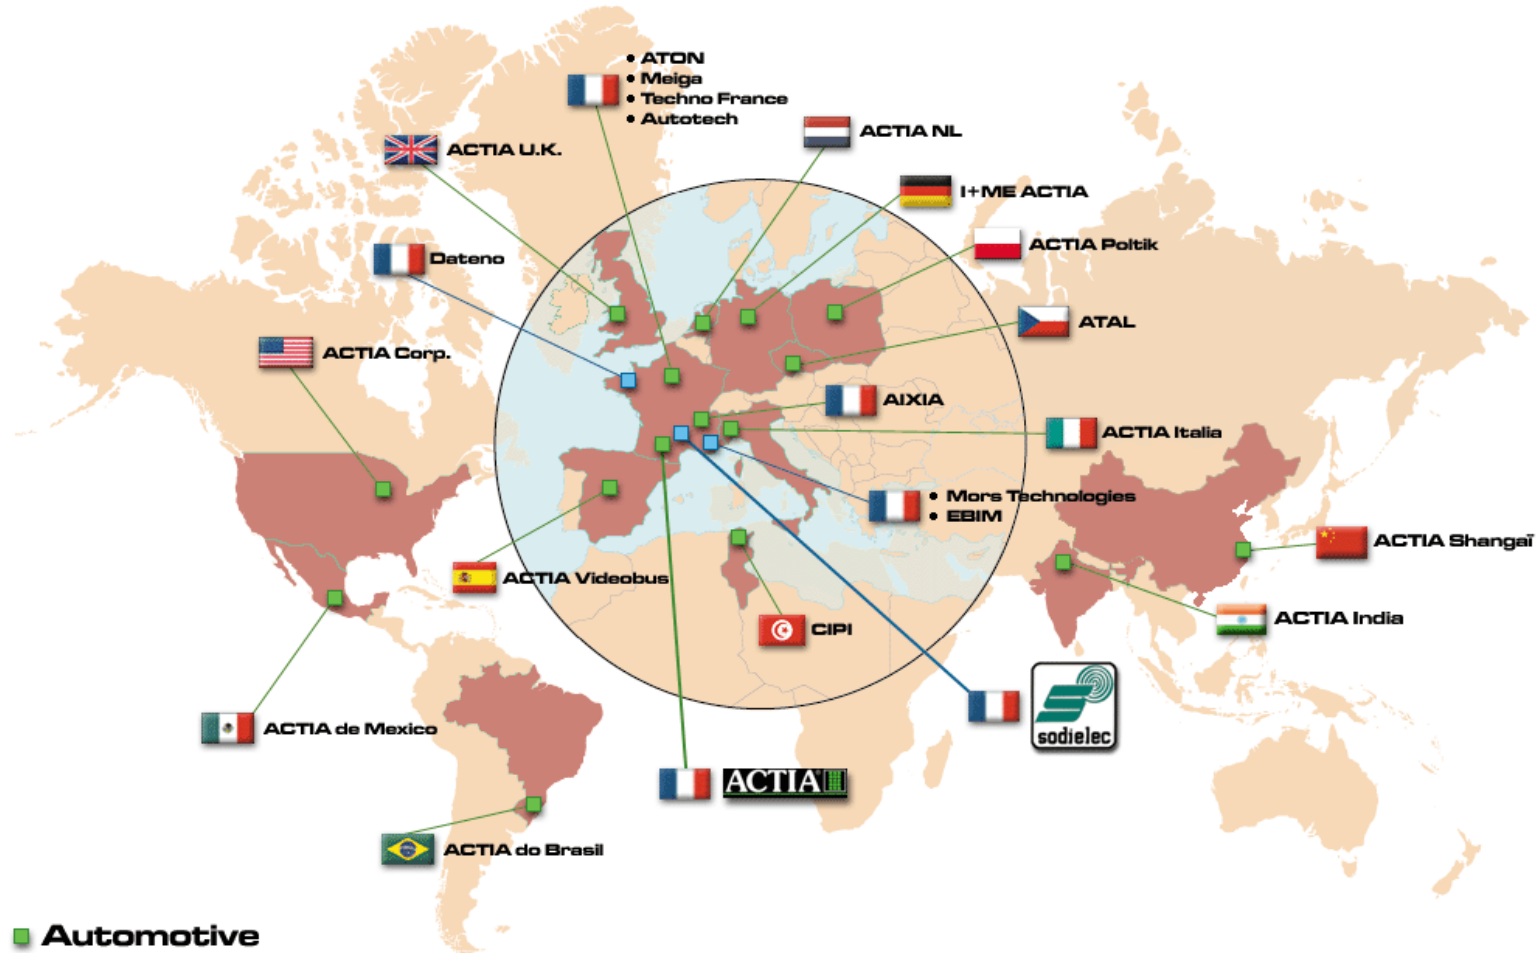 ATON
Meiga
Techno France
Autotech
ACTIA NL
ACTIA U.K.
I+ME ACTIA
ACTIA Poltik
Dateno
ATAL
ACTIA Corp.
AIXIA
ACTIA Italia
Mors Technologies
EBIM
ACTIA Shangaï
ACTIA Videobus
ACTIA India
CIPI
sodielec
ACTIA de Mexico
ACTIA
ACTIA do Brasil
Automotive